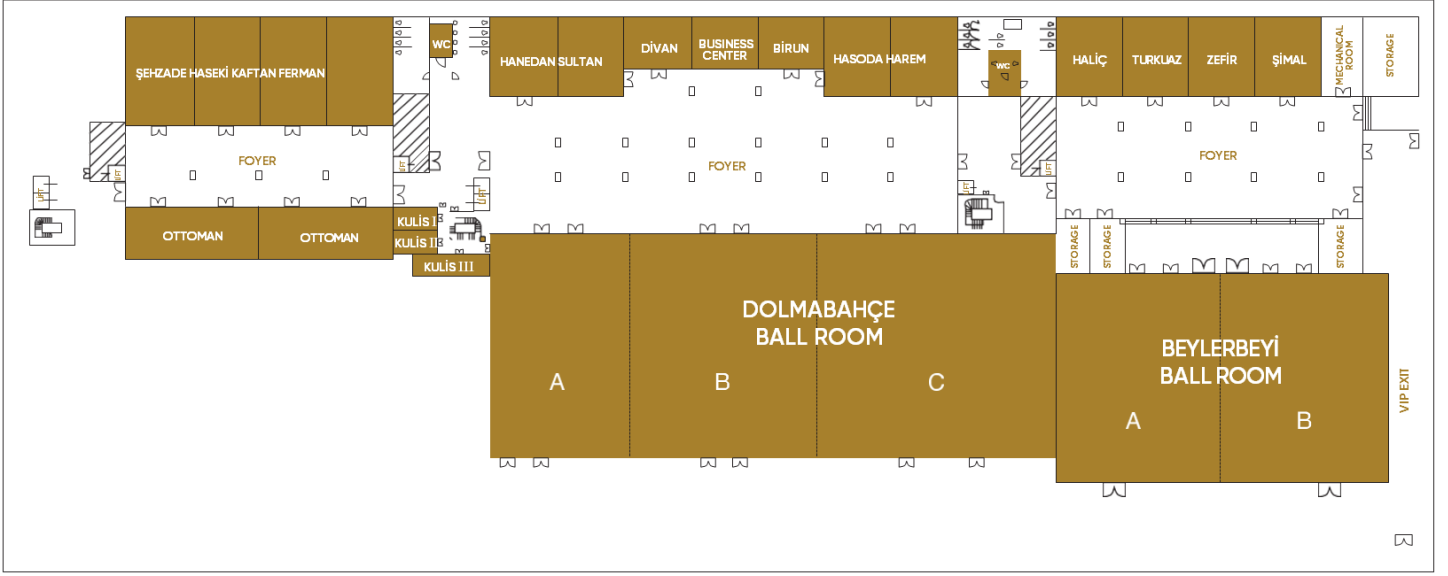 ŞEHZADE HASEKİ KAFTAN FERMAN
WC
HANEDAN SULTAN
DİVAN
BUSINESS
CENTER
BIRUN
HASODA HAREM
WC
HALİÇ
TURKUAZ
ZEFİR
ŞİMAL
MECHANICAL
ROOM
STORAGE
FOYER
FOYER
FOYER
LIFT
LIFT
LIFT
LIFT
LIFT
LIFT
OTTOMAN
OTTOMAN
KULİS I
KULİS II
KULİS III
STORAGE
STORAGE
STORAGE
DOLMABAHÇE
BALL ROOM
A
B
C
BEYLERBEYİ
BALL ROOM
A
B
VIP EXIT